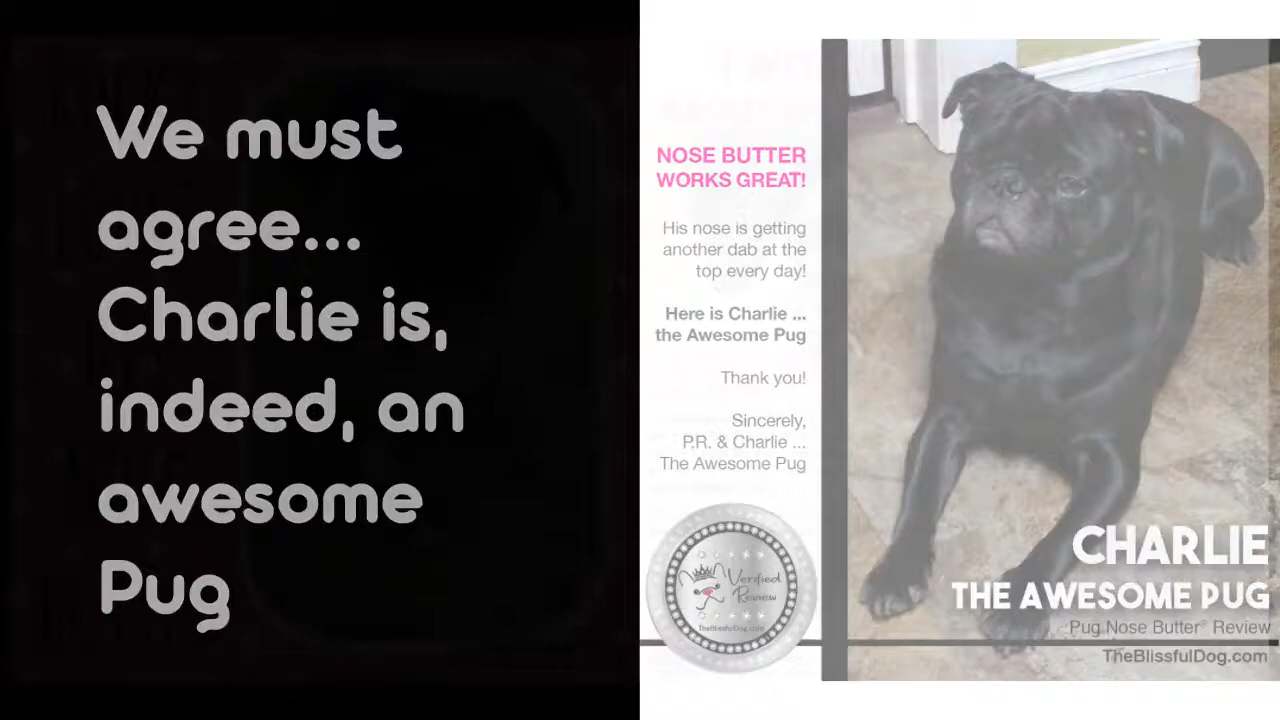 We must
agree...
Charlie is,
indeed, an
awesome
Pug
NOSE BUTTER
WORKS GREAT!
His nose is getting
another dab at the
top every day!
Here is Charlie ...
the Awesome Pug
Thank you!
Sincerely,
P.R. & Charlie ...
The Awesome Pug
Verified
Review
TheBlissfulDog.com
CHARLIE
THE AWESOME PUG
Pug Nose Butter® Review
TheBlissfulDog.com